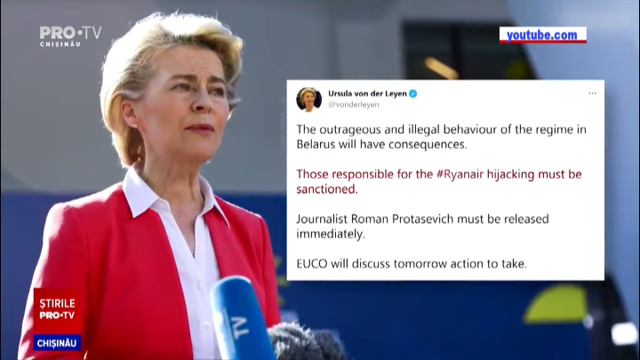 PRO•TV
CHIȘINĂU
youtube.com
Ursula von der Leyen
@vonderleyen
The outrageous and illegal behaviour of the regime in
Belarus will have consequences.
Those responsible for the #Ryanair hijacking must be
sanctioned.
Journalist Roman Protasevich must be released
immediately.
EUCO will discuss tomorrow action to take.
TV
ȘTIRILE
PRO•TV
CHIȘINĂU